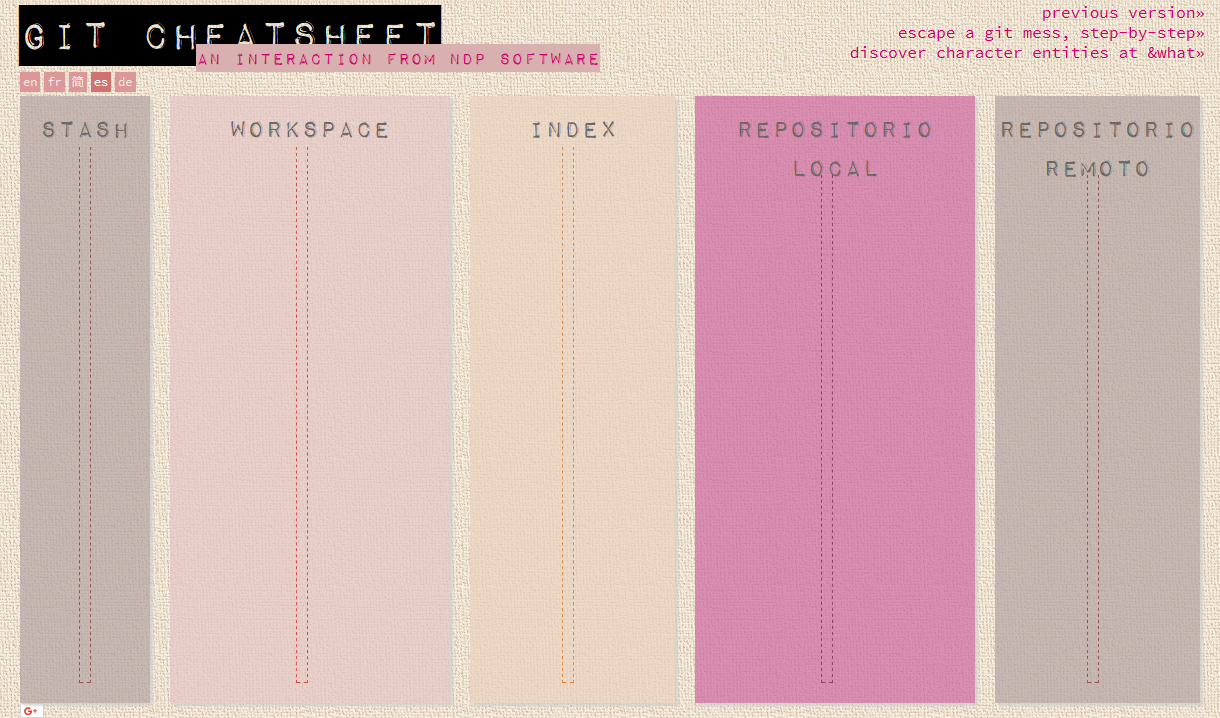 GIT CHEATSHEET
AN INTERACTION FROM NDP SOFTWARE
previous version»
escape a git mess, step-by-step»
discover character entities at &what»
en fr 简 es de
STASH
WORKSPACE
INDEX
REPOSITORIO
LOCAL
REPOSITORIO
REMOTO
G+